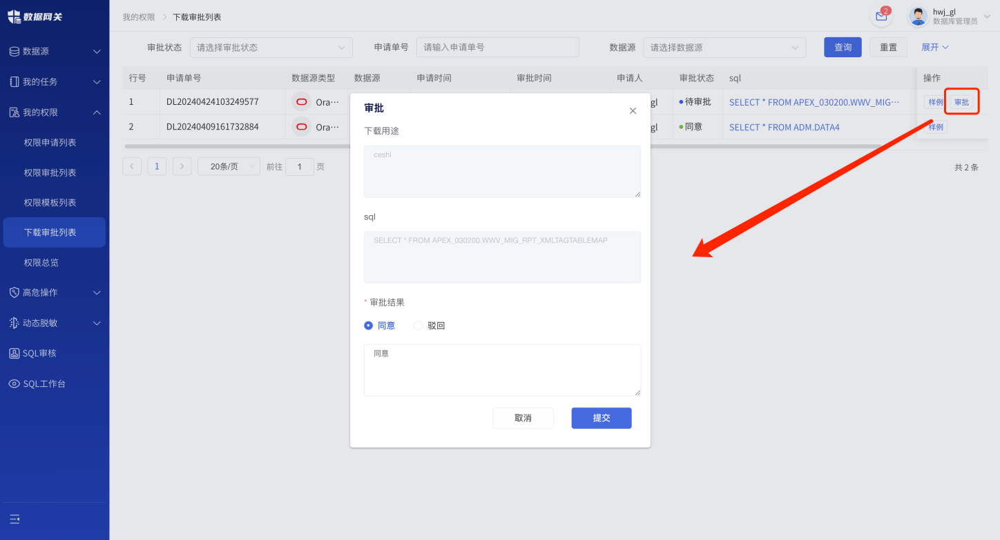 数据网关
我的权限 > 下载审批列表
2
hwj_gl
数据库管理员
数据源
我的任务
我的权限
权限申请列表
权限审批列表
权限模板列表
下载审批列表
权限总览
高危操作
动态脱敏
SQL审核
SQL工作台
审批状态 请选择审批状态 申请单号 请输入申请单号 数据源 请选择数据源 查询 重置 展开
行号 申请单号 数据源类型 数据源 申请时间 审批时间 申请人 审批状态 sql 操作
1 DL20240424103249577 Ora··· gl 待审批 SELECT * FROM APEX_030200.WWV_MIG··· 样例 审批
2 DL20240409161732884 Ora··· gl 同意 SELECT * FROM ADM.DATA4 样例
1 20条/页 前往 1 页 共 2 条
审批
下载用途
ceshi
sql
SELECT * FROM APEX_030200.WWV_MIG_RPT_XMLTAGTABLEMAP
* 审批结果
同意 驳回
同意
取消 提交